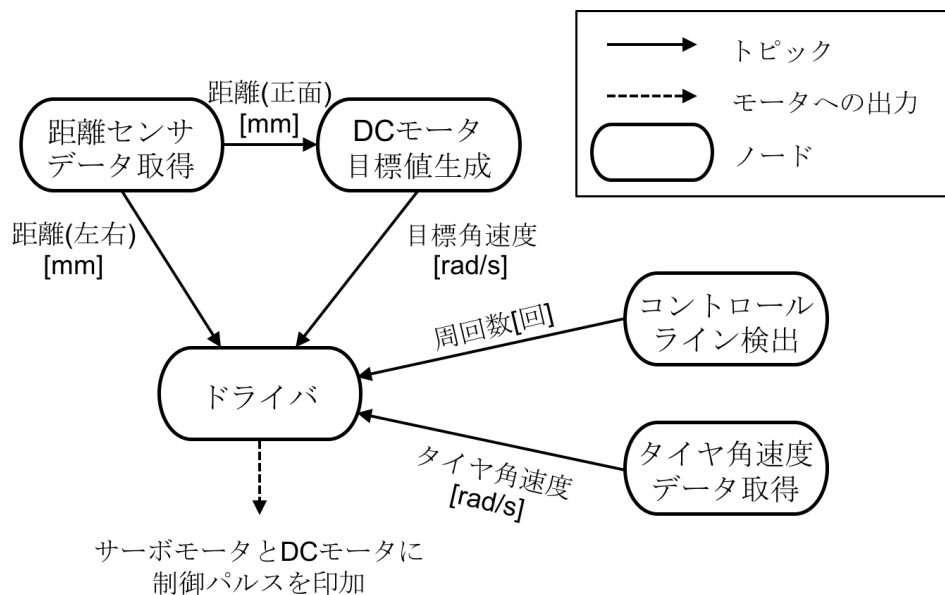 トピック
モータへの出力
ノード
距離(正面)
[mm]
距離センサ
データ取得
DCモータ
目標値生成
距離(左右)
[mm]
目標角速度
[rad/s]
周回数[回]
コントロール
ライン検出
ドライバ
タイヤ角速度
[rad/s]
タイヤ角速度
データ取得
サーボモータとDCモータに
制御パルスを印加